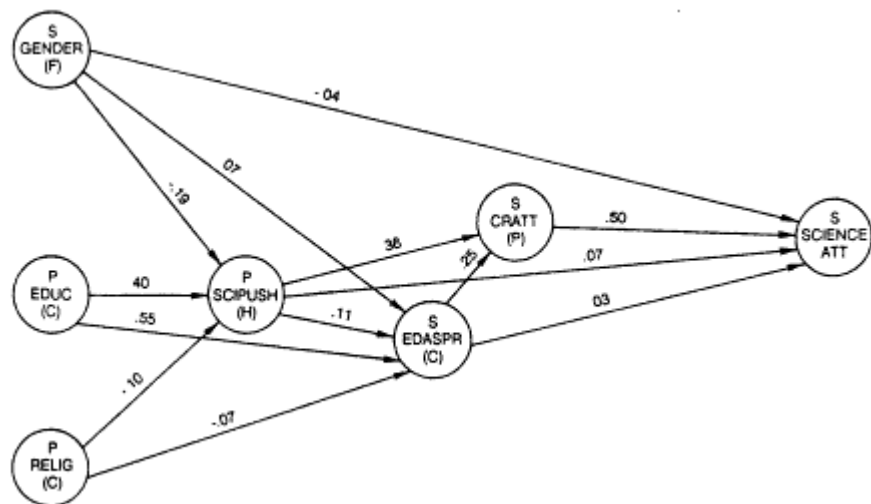 S
GENDER
(F)
-.04
.07
-.19
S
CRATT
(P)
.50
S
SCIENCE
ATT
.36
.25
.07
P
EDUC
(C)
40
P
SCIPUSH
(H)
.11
.55
S
EDASPR
(C)
03
-.10
-.07
P
RELIG
(C)